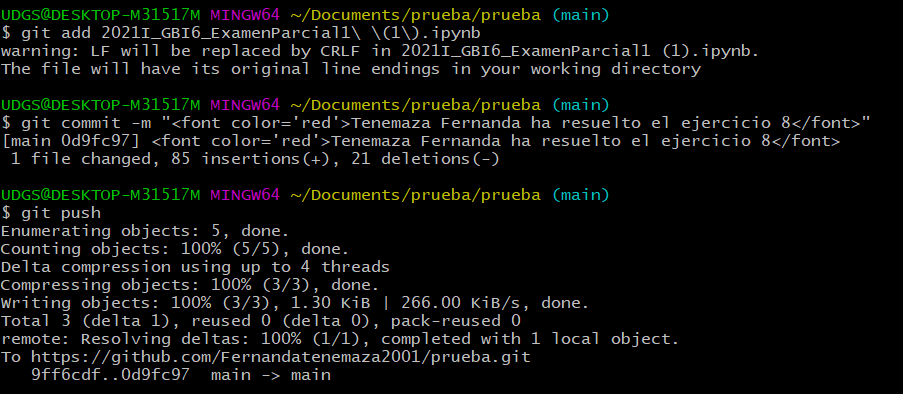 UDGS@DESKTOP-M31517M MINGW64 ~/Documents/prueba/prueba (main)
$ git add 2021I_GBI6_ExamenParcial1\ \(1\).ipynb
warning: LF will be replaced by CRLF in 2021I_GBI6_ExamenParcial1 (1).ipynb.
The file will have its original line endings in your working directory
UDGS@DESKTOP-M31517M MINGW64 ~/Documents/prueba/prueba (main)
$ git commit -m "<font color='red'>Tenemaza Fernanda ha resuelto el ejercicio 8</font>"
[main 0d9fc97] <font color='red'>Tenemaza Fernanda ha resuelto el ejercicio 8</font>
 1 file changed, 85 insertions(+), 21 deletions(-)
UDGS@DESKTOP-M31517M MINGW64 ~/Documents/prueba/prueba (main)
$ git push
Enumerating objects: 5, done.
Counting objects: 100% (5/5), done.
Delta compression using up to 4 threads
Compressing objects: 100% (3/3), done.
Writing objects: 100% (3/3), 1.30 KiB | 266.00 KiB/s, done.
Total 3 (delta 1), reused 0 (delta 0), pack-reused 0
remote: Resolving deltas: 100% (1/1), completed with 1 local object.
To https://github.com/Fernandatenemaza2001/prueba.git
   9ff6cdf..0d9fc97  main -> main